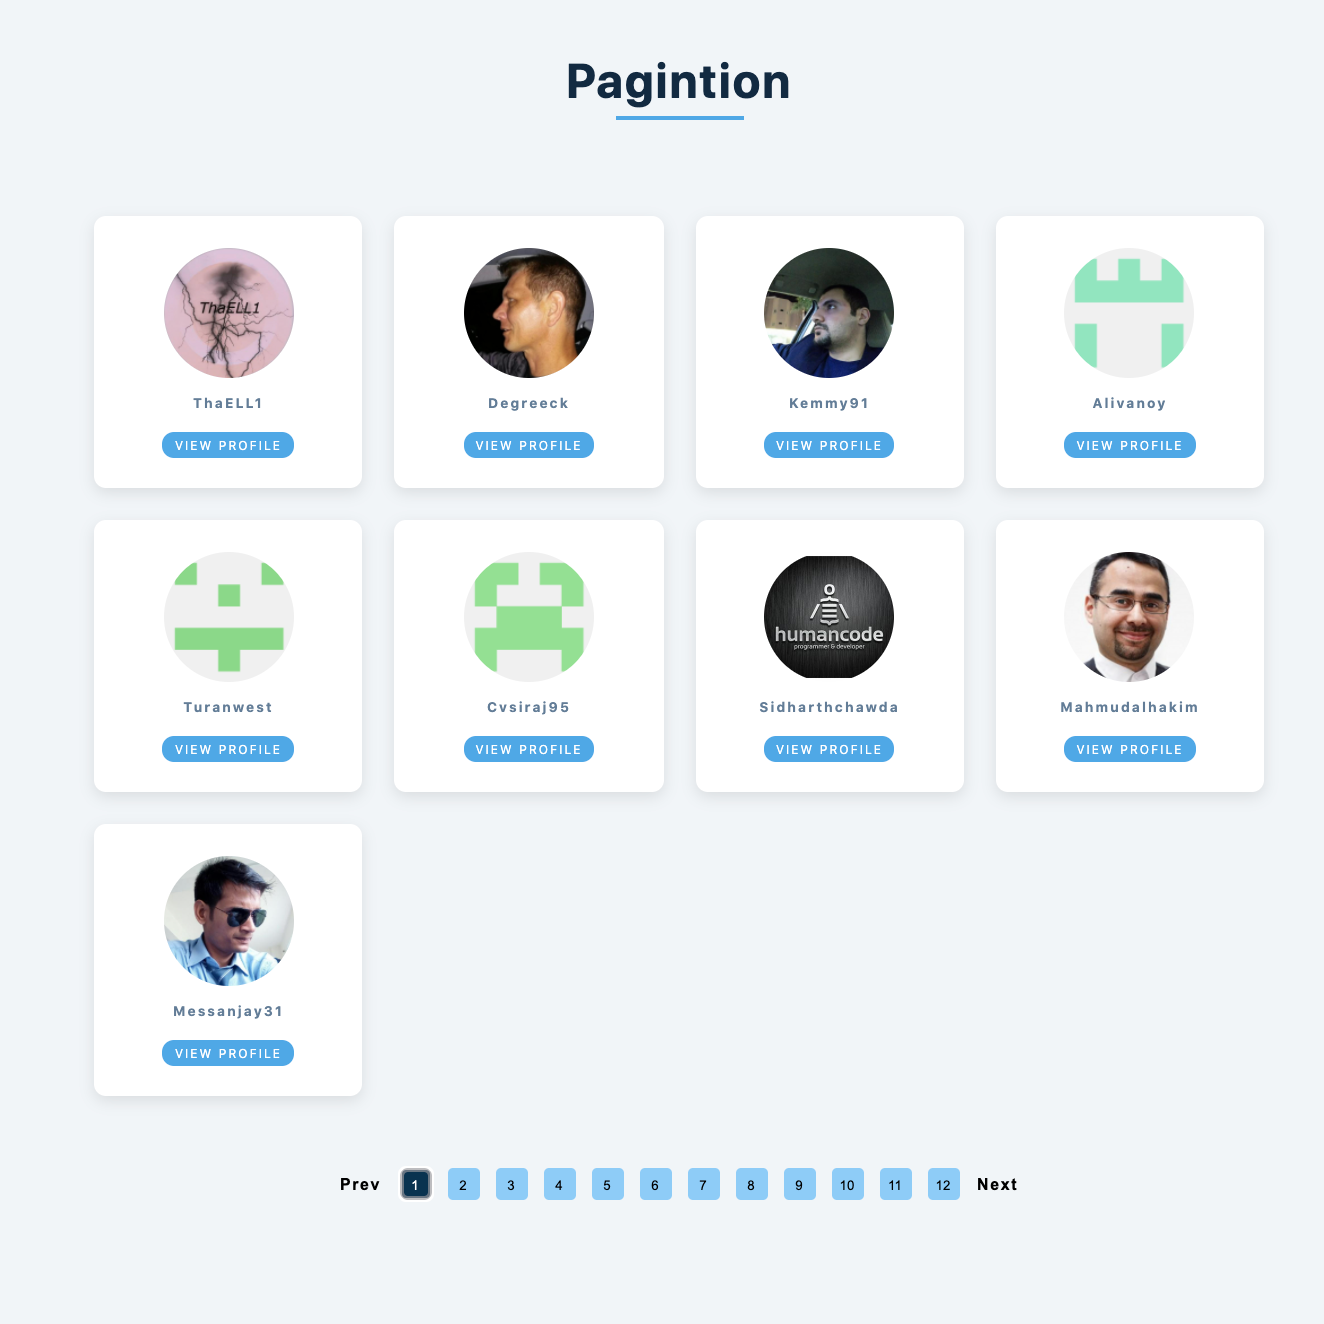 Pagintion
ThaELL1
ThaELL1 Degreeck Kemmy91 Alivanoy
VIEW PROFILE VIEW PROFILE VIEW PROFILE VIEW PROFILE
humancode
programmer & developer
Turanwest Cvsiraj95 Sidharthchawda Mahmudalhakim
VIEW PROFILE VIEW PROFILE VIEW PROFILE VIEW PROFILE
Messanjay31
VIEW PROFILE
Prev 1 2 3 4 5 6 7 8 9 10 11 12 Next